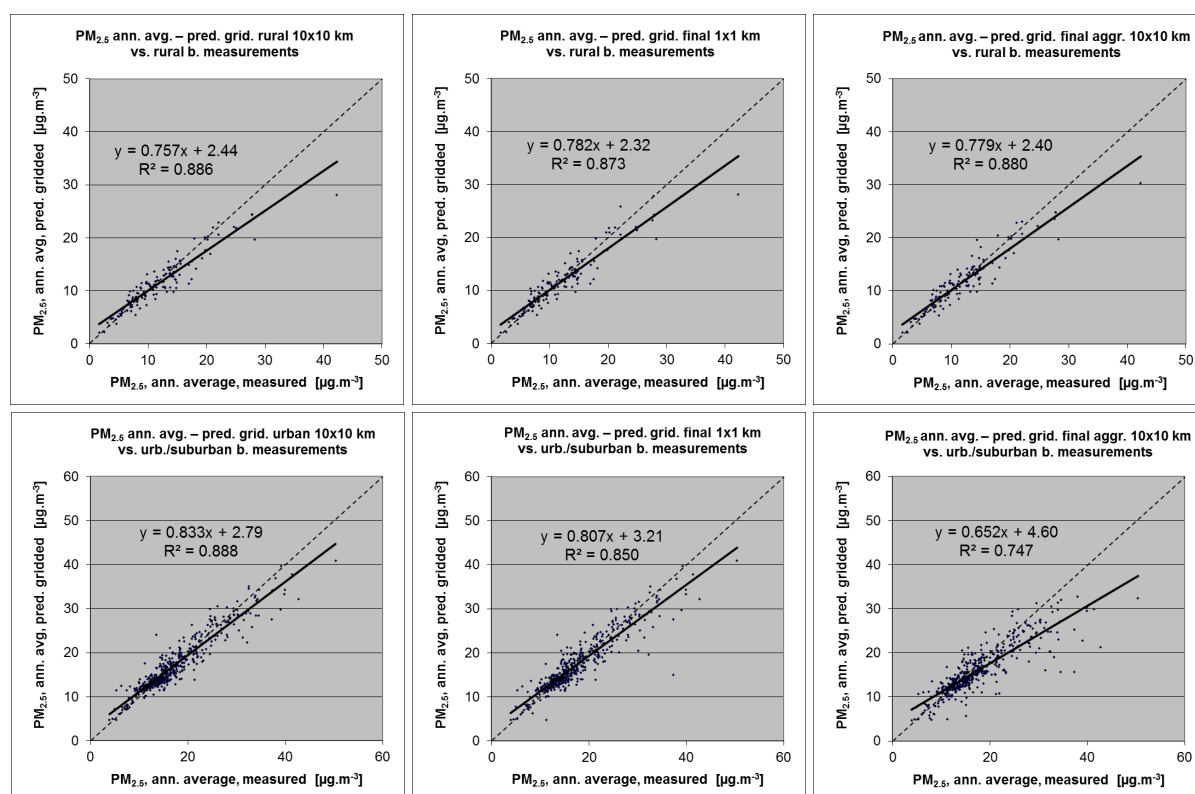 PM2.5 ann. avg. – pred. grid. rural 10x10 km
vs. rural b. measurements
PM2.5, ann. avg, pred. gridded [µg.m-3]
50
40
30
20
10
0
y = 0.757x + 2.44
R² = 0.886
0 10 20 30 40 50
PM2.5, ann. average, measured [µg.m-3]
PM2.5 ann. avg. – pred. grid. final 1x1 km
vs. rural b. measurements
PM2.5, ann. avg, pred. gridded [µg.m-3]
50
40
30
20
10
0
y = 0.782x + 2.32
R² = 0.873
0 10 20 30 40 50
PM2.5, ann. average, measured [µg.m-3]
PM2.5 ann. avg. – pred. grid. final aggr. 10x10 km
vs. rural b. measurements
PM2.5, ann. avg, pred. gridded [µg.m-3]
50
40
30
20
10
0
y = 0.779x + 2.40
R² = 0.880
0 10 20 30 40 50
PM2.5, ann. average, measured [µg.m-3]
PM2.5 ann. avg. – pred. grid. urban 10x10 km
vs. urb./suburban b. measurements
PM2.5, ann. avg, pred. gridded [µg.m-3]
60
50
40
30
20
10
0
y = 0.833x + 2.79
R² = 0.888
0 20 40 60
PM2.5, ann. average, measured [µg.m-3]
PM2.5 ann. avg. – pred. grid. final 1x1 km
vs. urb./suburban b. measurements
PM2.5, ann. avg, pred. gridded [µg.m-3]
60
50
40
30
20
10
0
y = 0.807x + 3.21
R² = 0.850
0 20 40 60
PM2.5, ann. average, measured [µg.m-3]
PM2.5 ann. avg. – pred. grid. final aggr. 10x10 km
vs. urb./suburban b. measurements
PM2.5, ann. avg, pred. gridded [µg.m-3]
60
50
40
30
20
10
0
y = 0.652x + 4.60
R² = 0.747
0 20 40 60
PM2.5, ann. average, measured [µg.m-3]